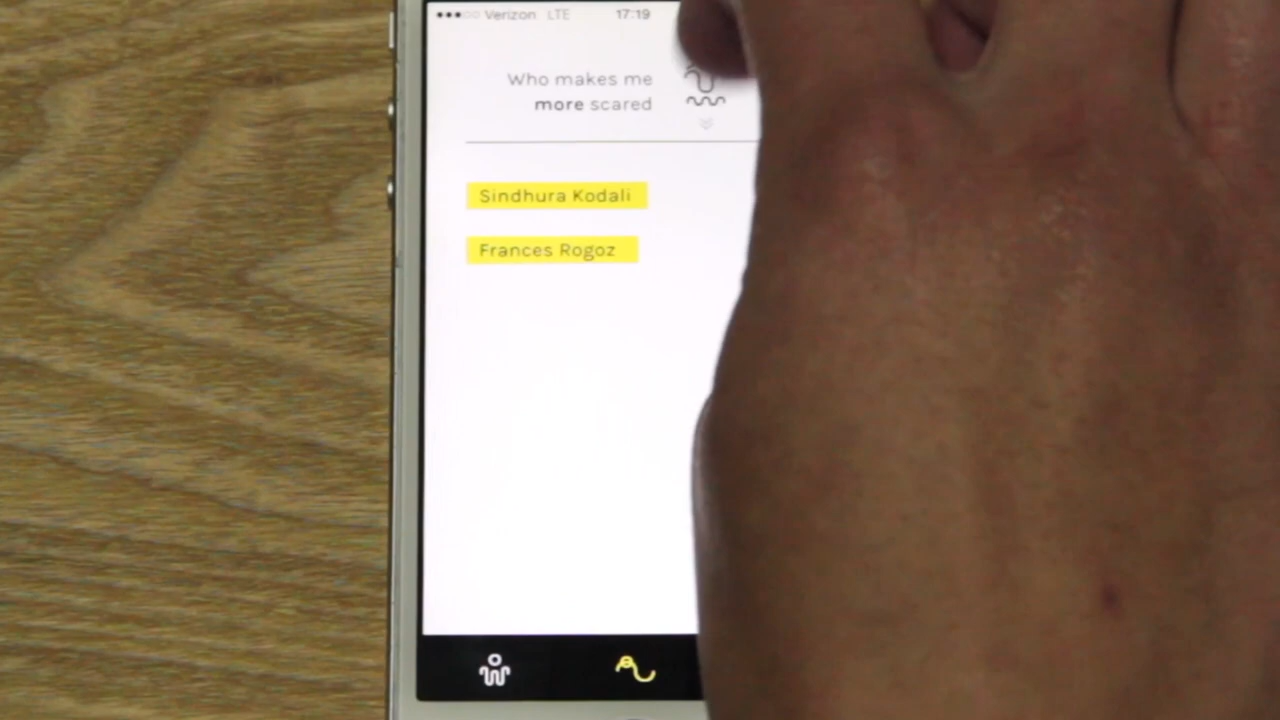 Verizon LTE 17:19
Who makes me
more scared
Sindhura Kodali
Frances Rogoz